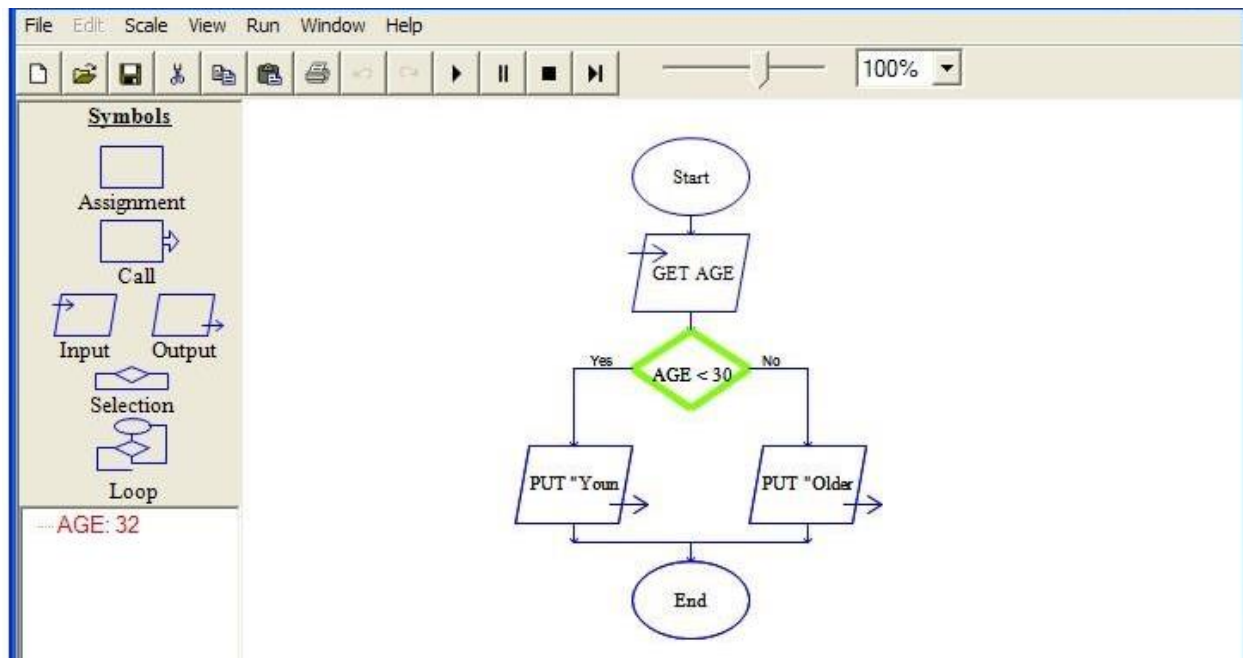 File Edit Scale View Run Window Help
100%
Symbols
Assignment
Call
Input Output
Selection
Loop
AGE: 32
Start
GET AGE
Yes No
AGE < 30
PUT "Youn PUT "Older
End